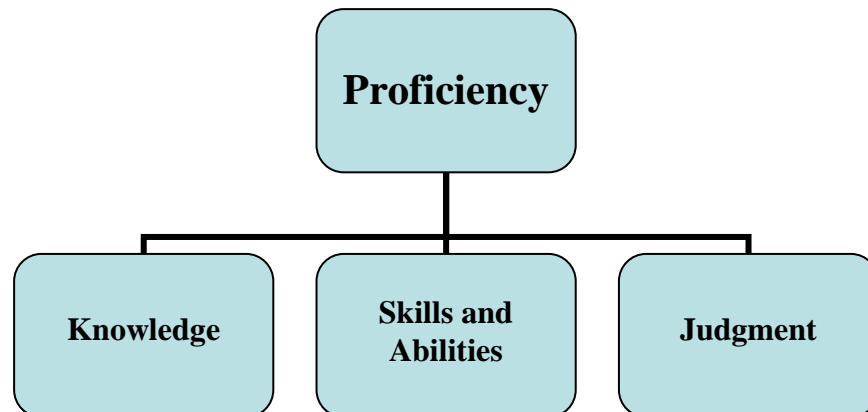 Proficiency
Knowledge
Skills and
Abilities
Judgment